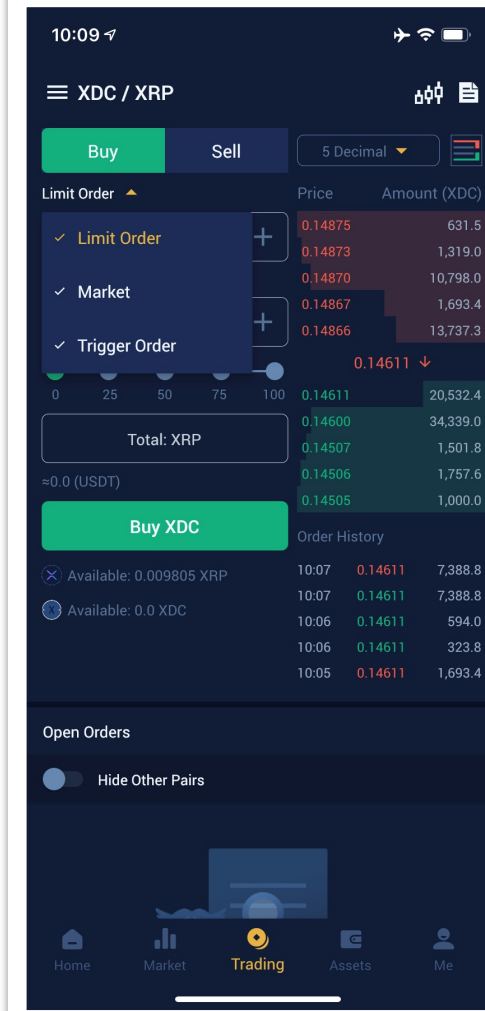 10:09
XDC / XRP
Buy Sell
5 Decimal
Limit Order
Price Amount (XDC)
Limit Order
Market
Trigger Order
+
+
0.14875 631.5
0.14873 1,319.0
0.14870 10,798.0
0.14867 1,693.4
0.14866 13,737.3
0.14611 ↓
0 25 50 75 100
0.14611 20,532.4
0.14600 34,339.0
0.14507 1,501.8
0.14506 1,757.6
0.14505 1,000.0
Total: XRP
≈0.0 (USDT)
Buy XDC
Available: 0.009805 XRP
Available: 0.0 XDC
Order History
10:07 0.14611 7,388.8
10:07 0.14611 7,388.8
10:06 0.14611 594.0
10:06 0.14611 323.8
10:05 0.14611 1,693.4
Open Orders
Hide Other Pairs
Home Market Trading Assets Me